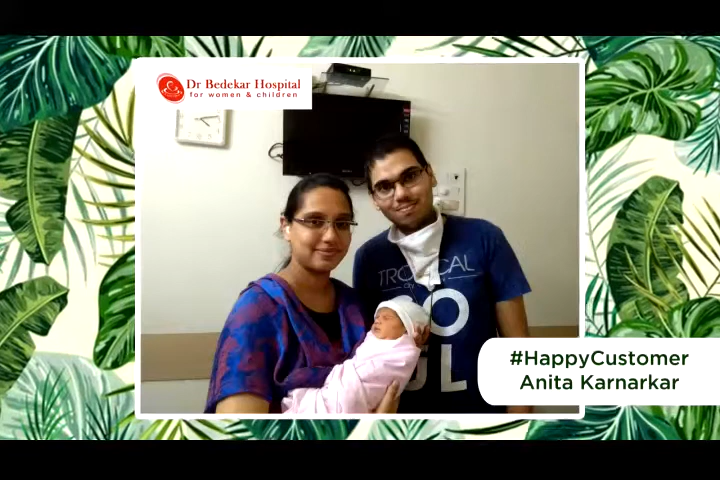 Dr Bedekar Hospital
for women & children
TROPICAL
#HappyCustomer
Anita Karnarkar